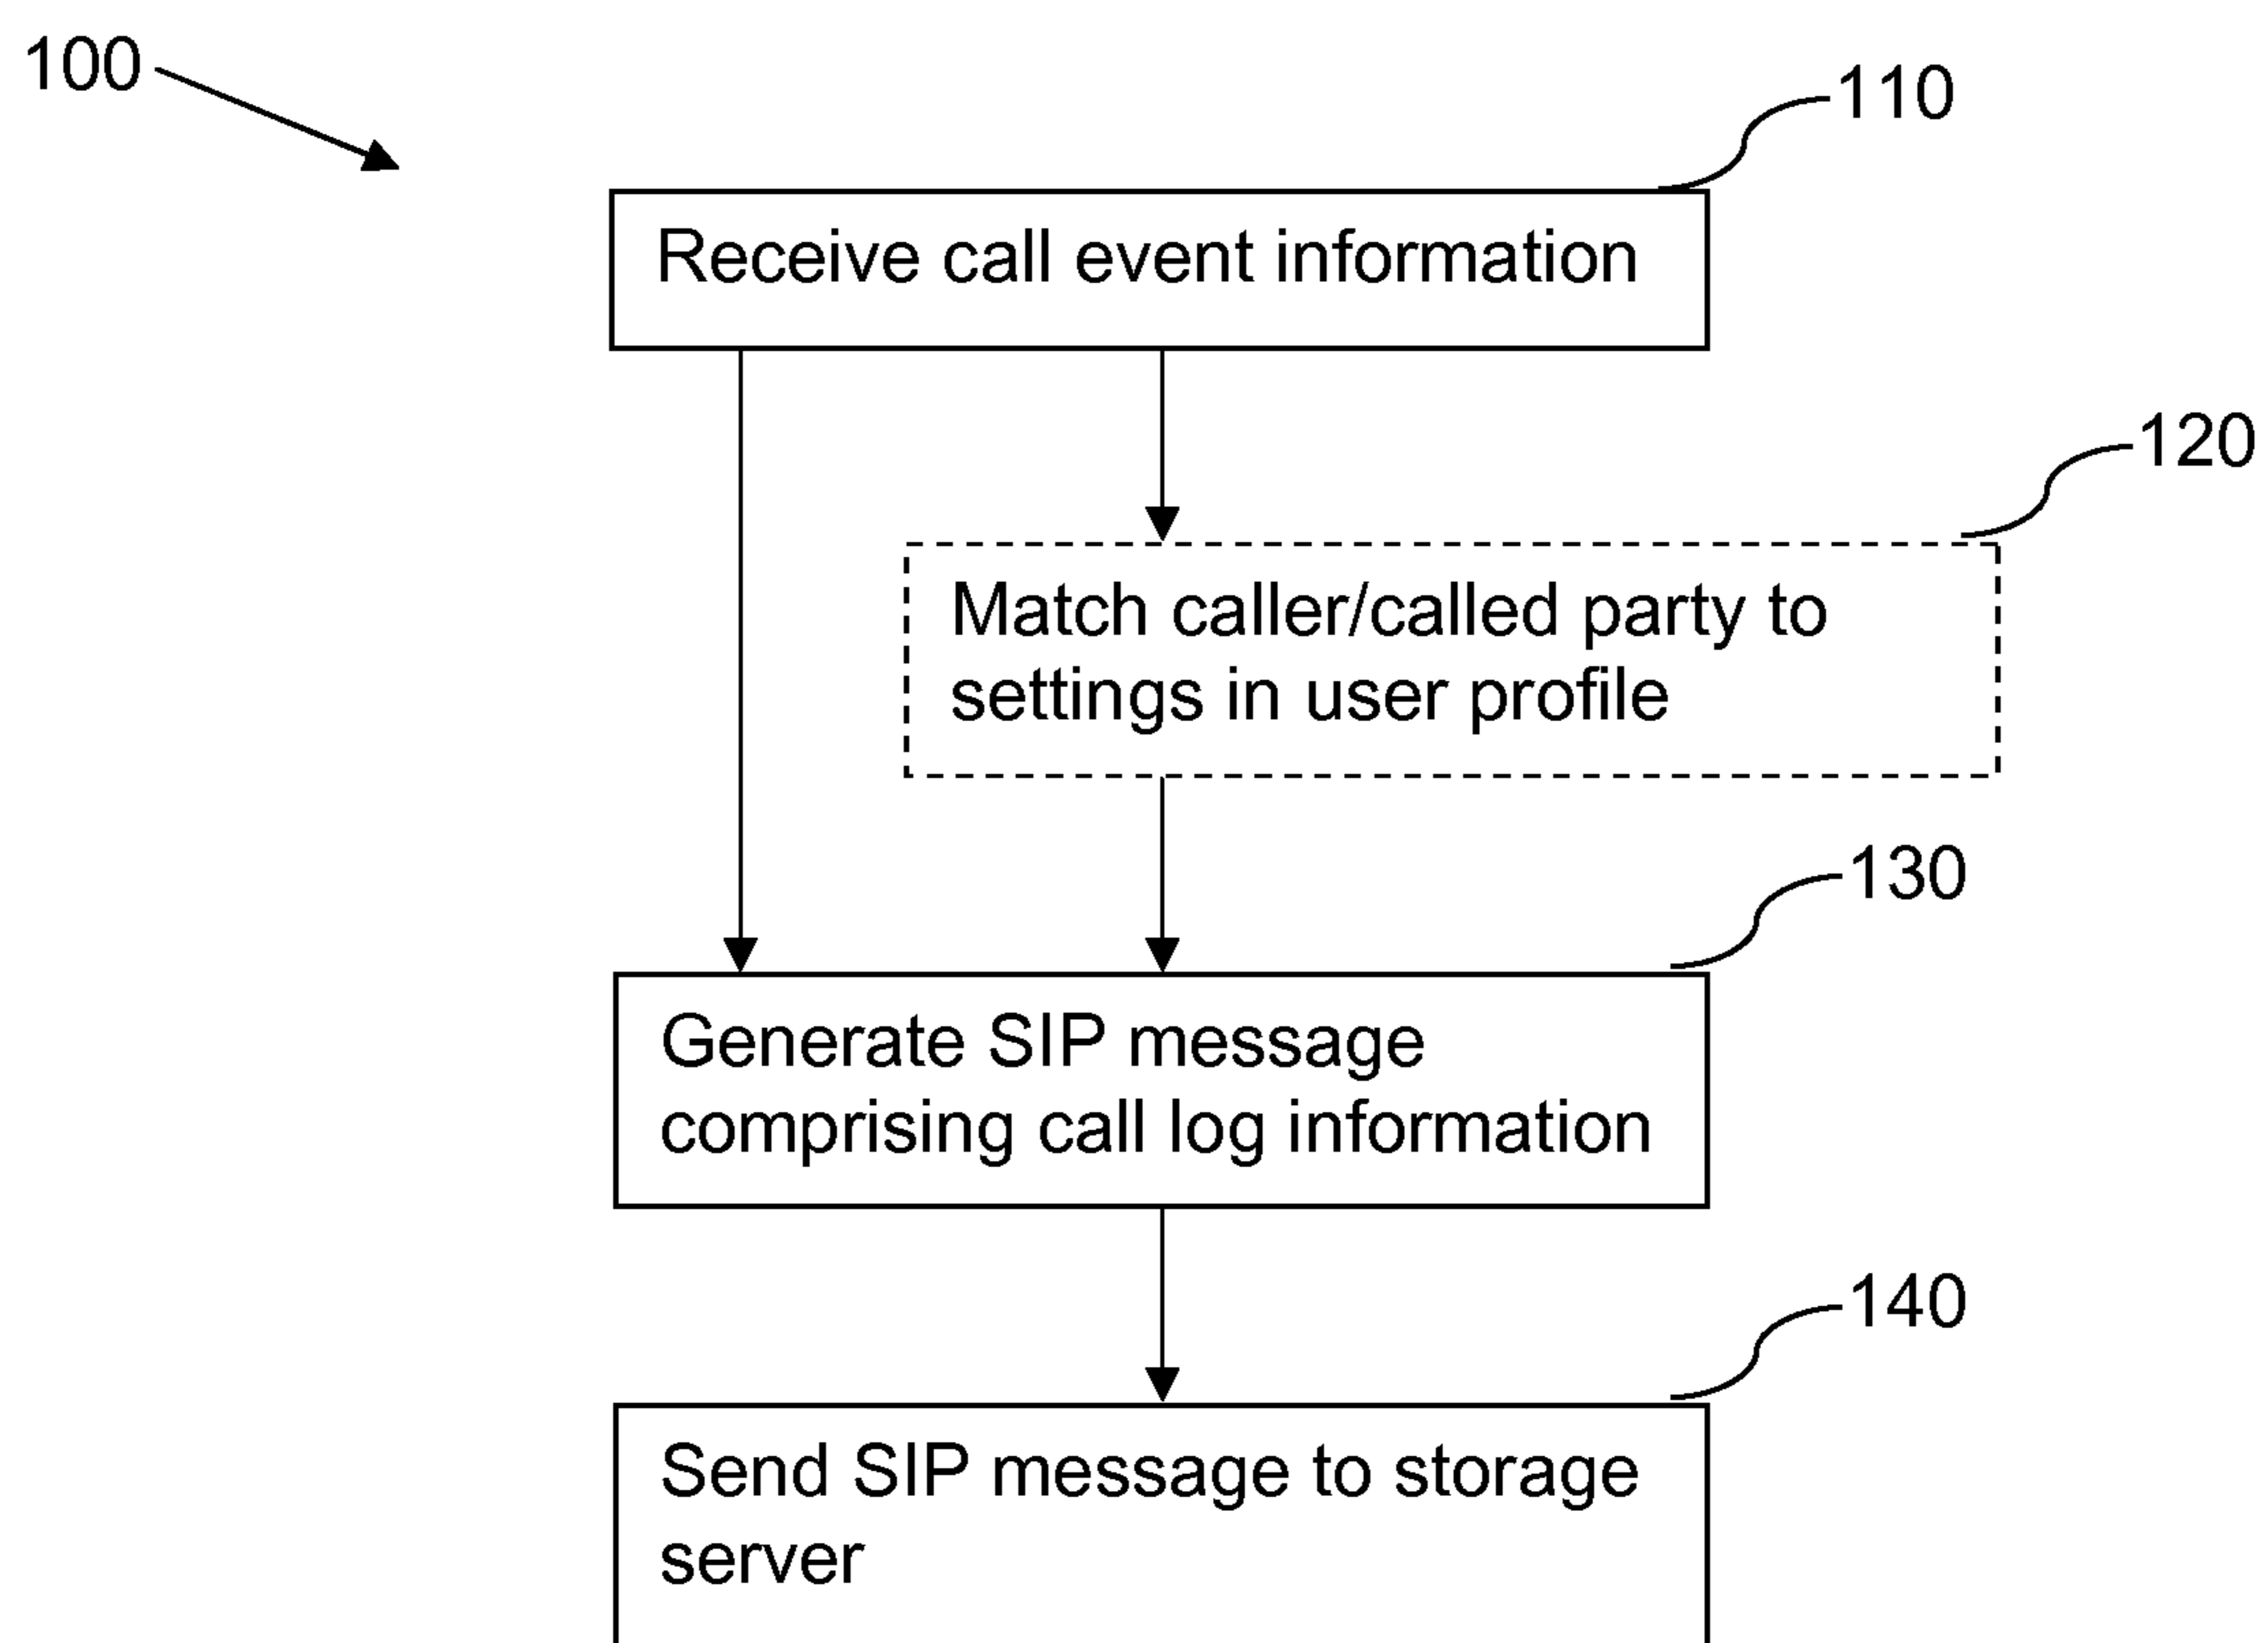 100
110
Receive call event information
120
Match caller/called party to
settings in user profile
130
Generate SIP message
comprising call log information
140
Send SIP message to storage
server